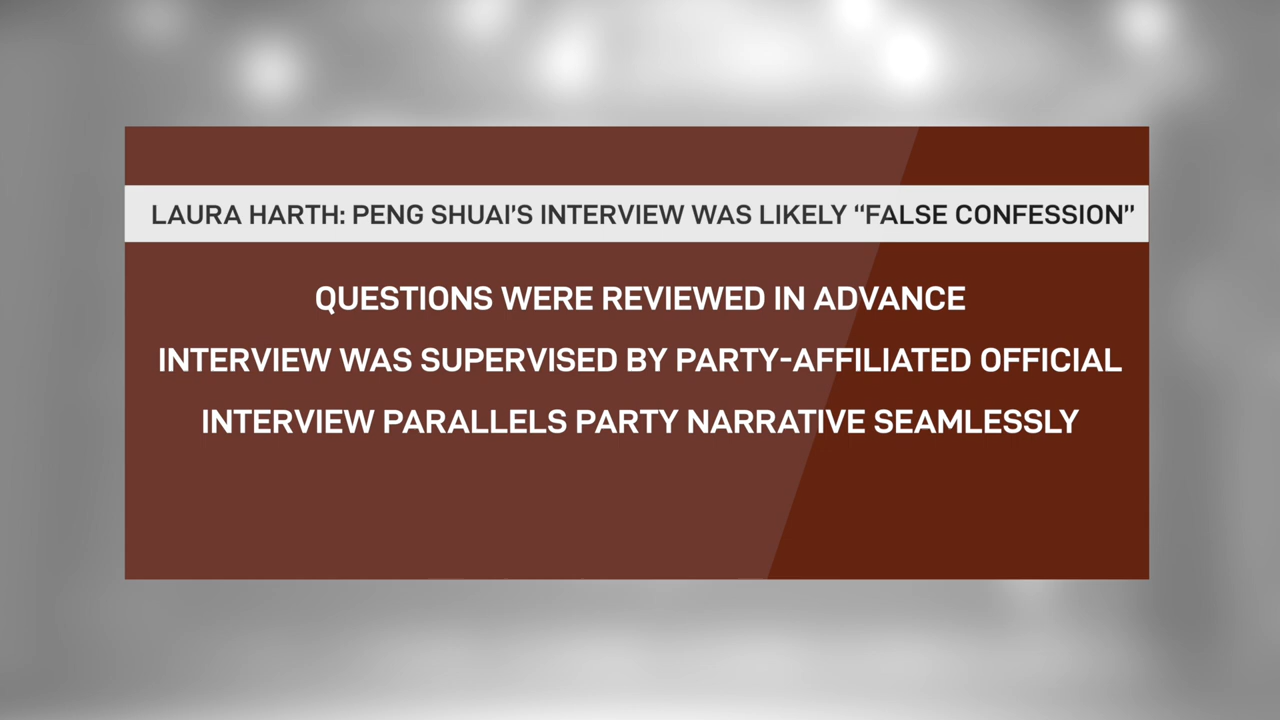 LAURA HARTH: PENG SHUAI’S INTERVIEW WAS LIKELY “FALSE CONFESSION”
QUESTIONS WERE REVIEWED IN ADVANCE
INTERVIEW WAS SUPERVISED BY PARTY-AFFILIATED OFFICIAL
INTERVIEW PARALLELS PARTY NARRATIVE SEAMLESSLY